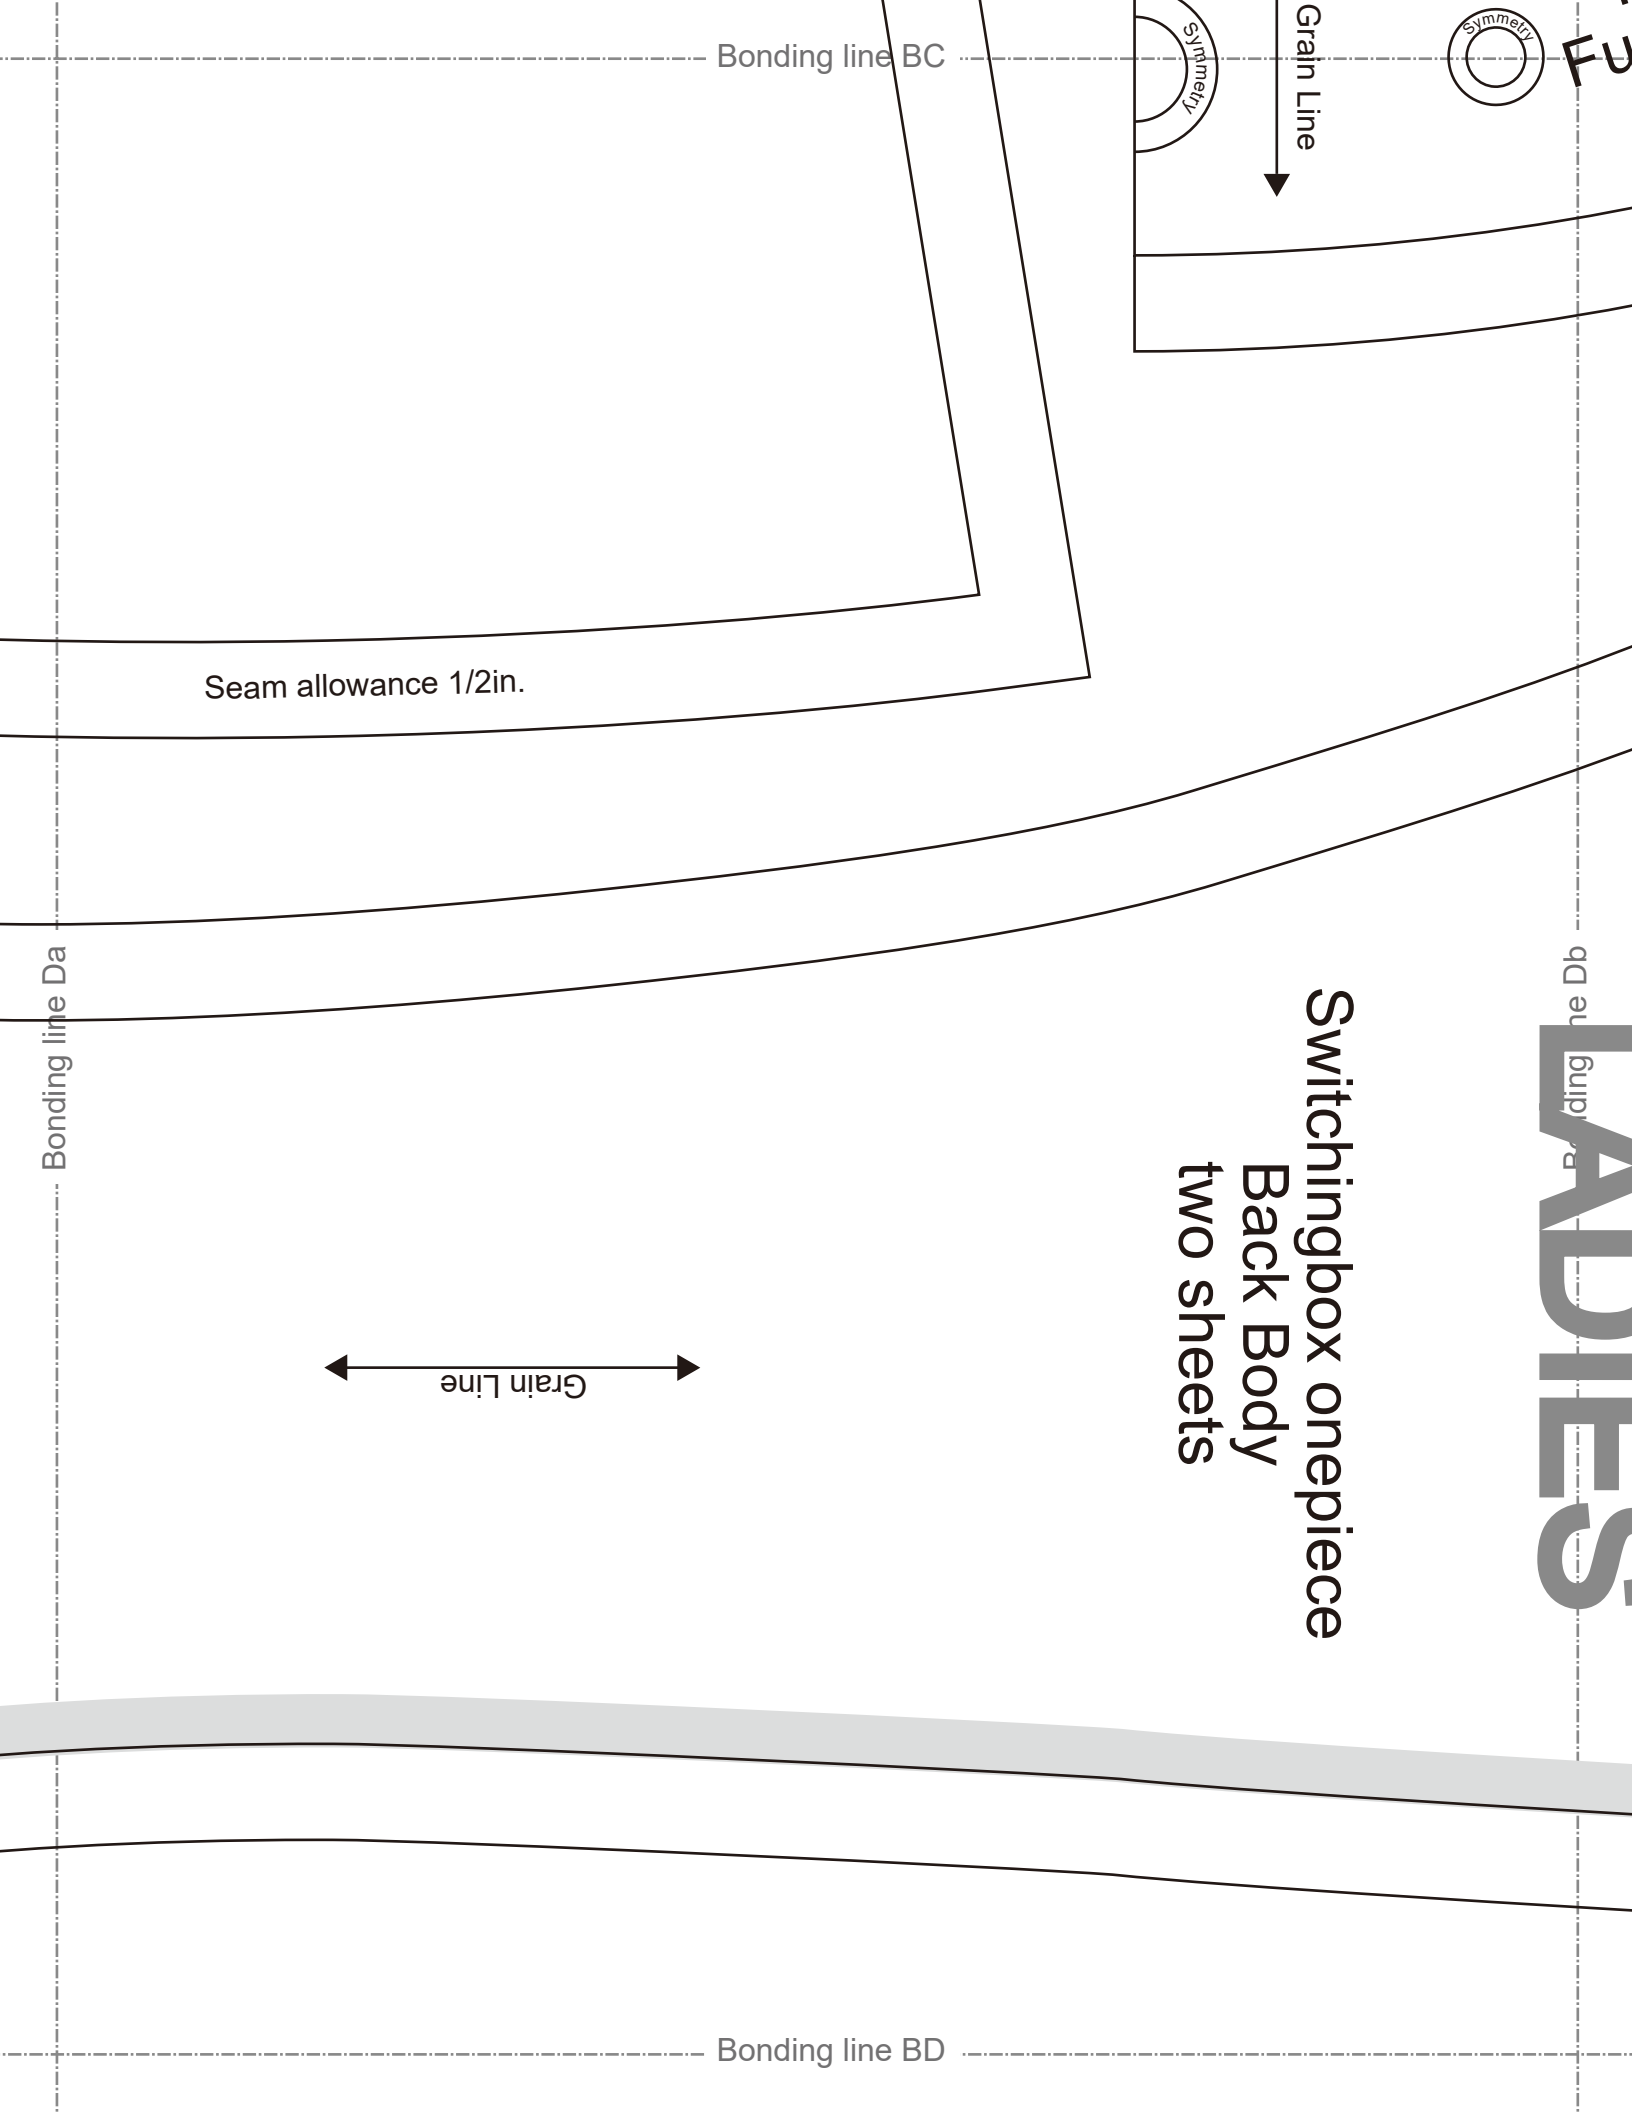 Bonding line BC
Symmetry
Grain Line
Symmetry
Seam allowance 1/2in.
Bonding line Da
Switchingbox onepiece
Back Body
two sheets
LADIES
Grain Line
Bonding line BD